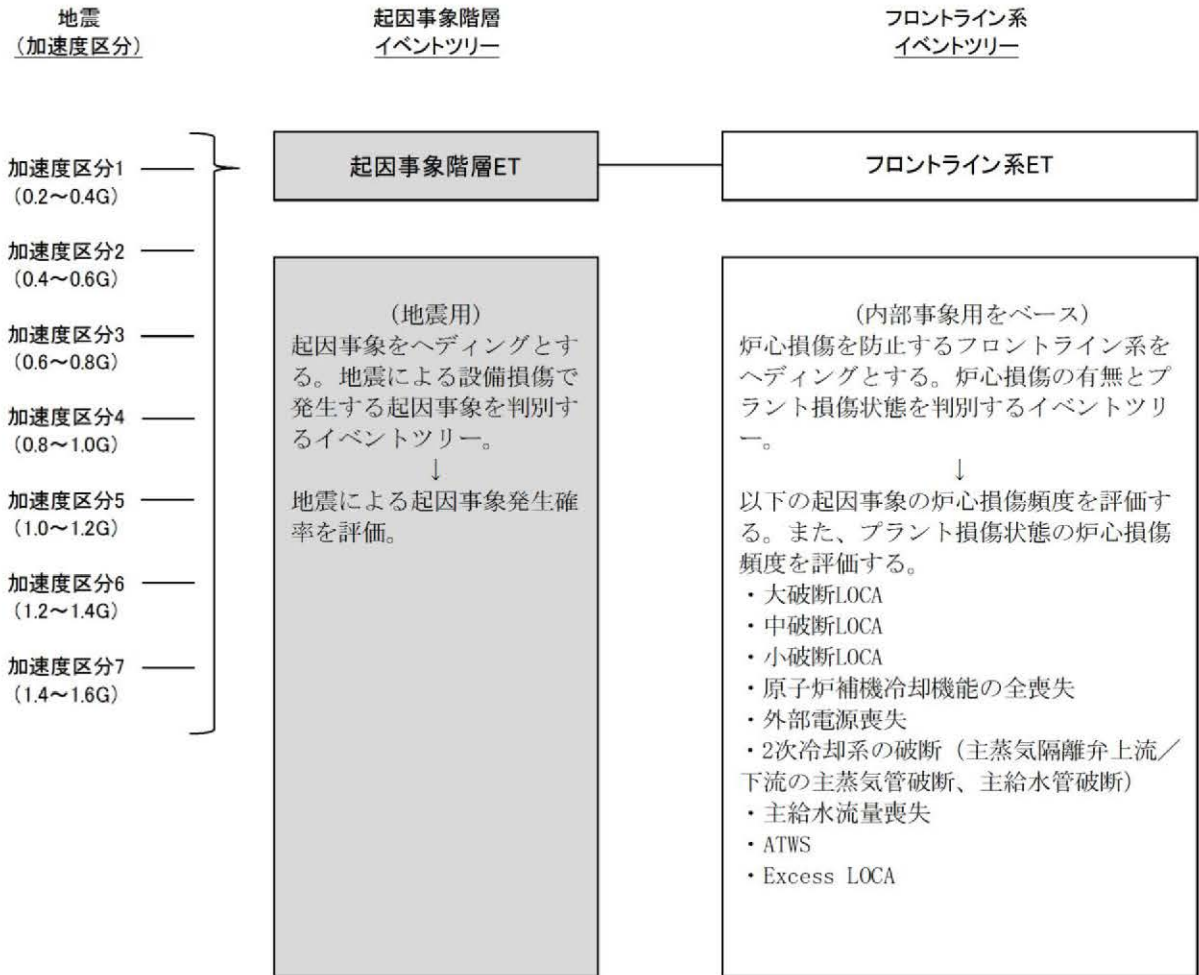 地震
(加速度区分)
起因事象階層
イベントツリー
フロントライン系
イベントツリー
加速度区分1
(0.2～0.4G)
加速度区分2
(0.4～0.6G)
加速度区分3
(0.6～0.8G)
加速度区分4
(0.8～1.0G)
加速度区分5
(1.0～1.2G)
加速度区分6
(1.2～1.4G)
加速度区分7
(1.4～1.6G)
起因事象階層ET
フロントライン系ET
(地震用)
起因事象をヘディングとす
る。地震による設備損傷で
発生する起因事象を判別す
るイベントツリー。
↓
地震による起因事象発生確
率を評価。
(内部事象用をベース)
炉心損傷を防止するフロントライン系を
ヘディングとする。炉心損傷の有無とプ
ラント損傷状態を判別するイベントツリ
ー。
↓
以下の起因事象の炉心損傷頻度を評価す
る。また、プラント損傷状態の炉心損傷
頻度を評価する。
・大破断LOCA
・中破断LOCA
・小破断LOCA
・原子炉補機冷却機能の全喪失
・外部電源喪失
・2次冷却系の破断（主蒸気隔離弁上流／
下流の主蒸気管破断、主給水管破断）
・主給水流量喪失
・ATWS
・Excess LOCA